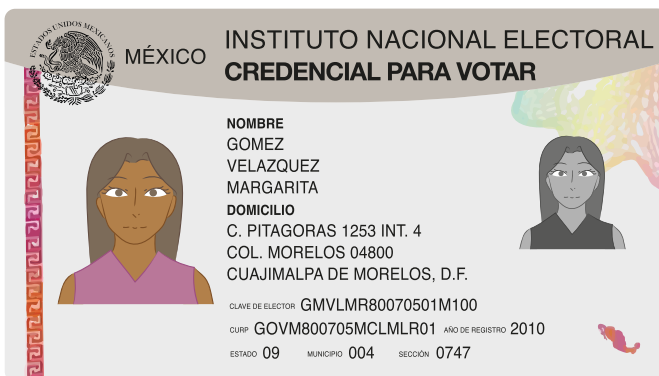 ESTADOS UNIDOS MEXICANOS
MÉXICO
INSTITUTO NACIONAL ELECTORAL
CREDENCIAL PARA VOTAR
NOMBRE
GOMEZ
VELAZQUEZ
MARGARITA
DOMICILIO
C. PITAGORAS 1253 INT. 4
COL. MORELOS 04800
CUAJIMALPA DE MORELOS, D.F.
CLAVE DE ELECTOR GMVLMR80070501M100
CURP GOVM800705MCLMLR01 AÑO DE REGISTRO 2010
ESTADO 09 MUNICIPIO 004 SECCIÓN 0747